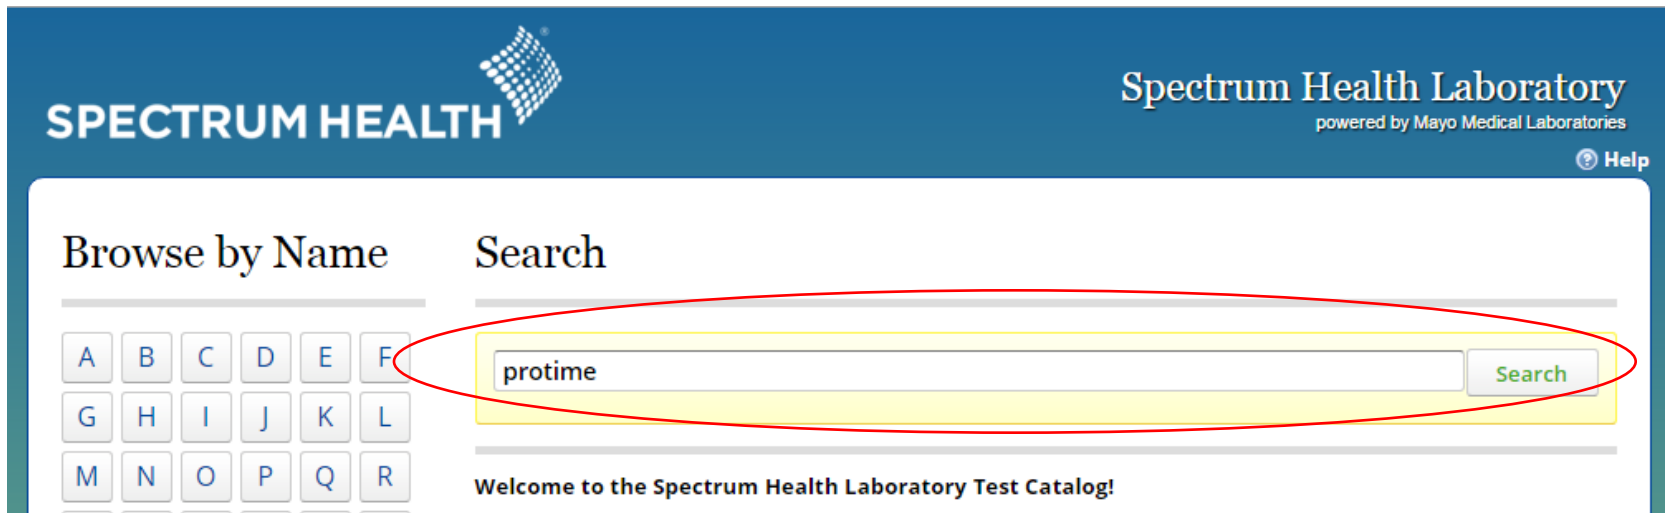 SPECTRUM HEALTH
®
Spectrum Health Laboratory
powered by Mayo Medical Laboratories
? Help
Browse by Name
Search
A B C D E F
protime
Search
G H I J K L
M N O P Q R
Welcome to the Spectrum Health Laboratory Test Catalog!